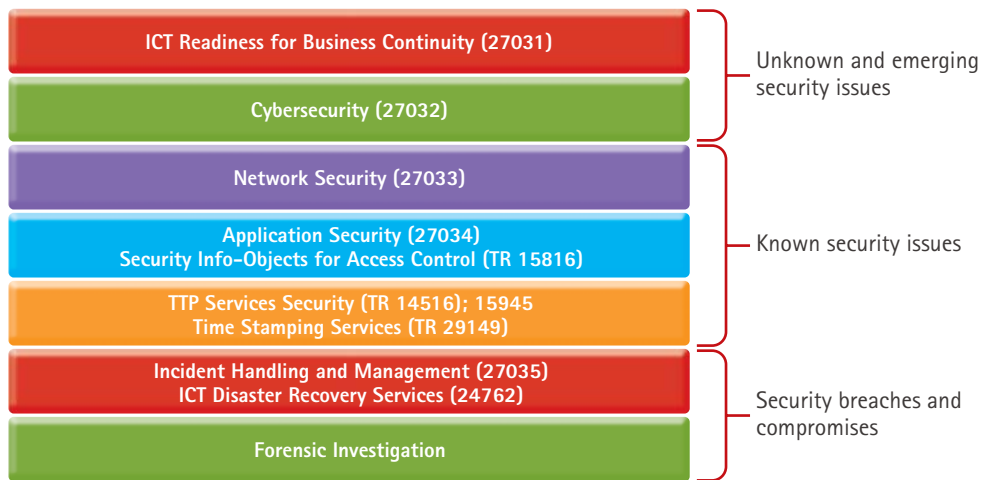 ICT Readiness for Business Continuity (27031)
Cybersecurity (27032)
Unknown and emerging
security issues
Network Security (27033)
Application Security (27034)
Security Info-Objects for Access Control (TR 15816)
TTP Services Security (TR 14516); 15945
Time Stamping Services (TR 29149)
Known security issues
Incident Handling and Management (27035)
ICT Disaster Recovery Services (24762)
Forensic Investigation
Security breaches and
compromises